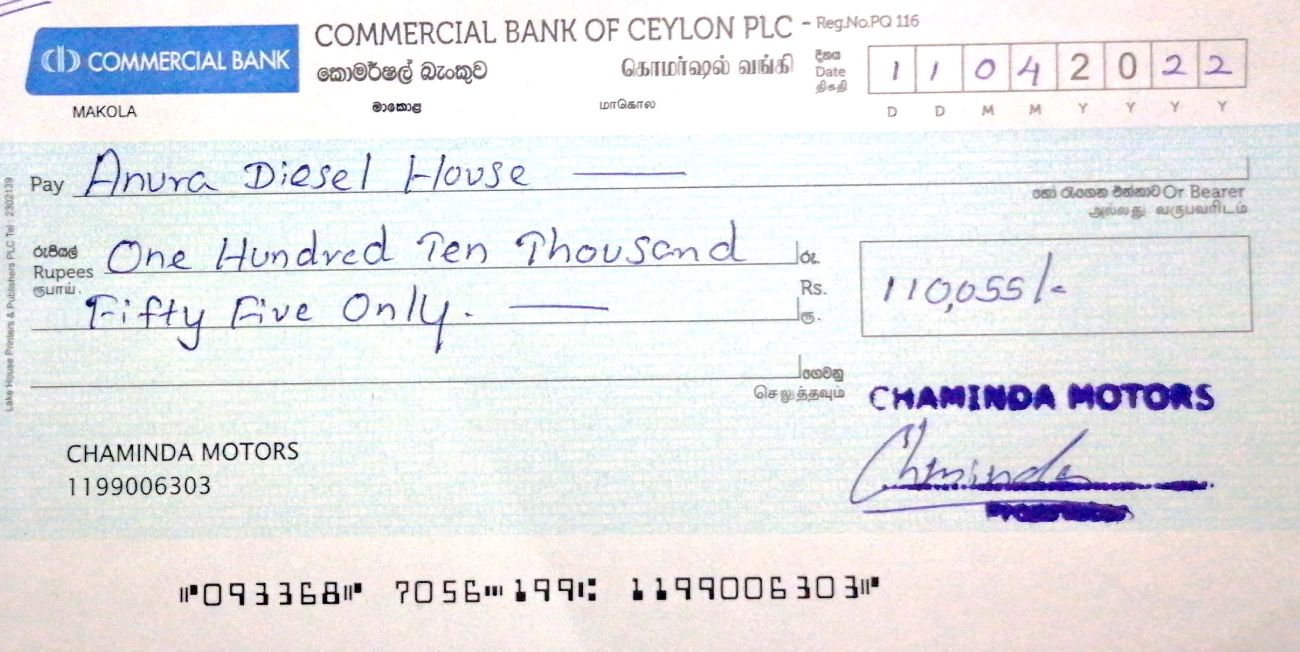 COMMERCIAL BANK
COMMERCIAL BANK OF CEYLON PLC - Reg.No.PQ 116
කොමර්ෂල් බැංකුව கொமர்ஷல் வங்கி
MAKOLA මාකොළ மாகொல
දිනය
Date
திகதி
1 1 0 4 2 0 2 2
D D M M Y Y Y Y
Pay Anura Diesel House
හෝ රැගෙන එන්නාට Or Bearer
அல்லது வருபவரிடம்
රුපියල්
Rupees
ரூபாய்.
One Hundred Ten Thousand
Fifty Five Only.
රු.
Rs.
ரூ.
110,055/-
ගෙවනු
செலுத்தவும்
CHAMINDA MOTORS
Chaminda
CHAMINDA MOTORS
1199006303
Lake House Printers & Publishers PLC Tel : 2302139
⑈093368⑈ 7056⑉199⑆ 1199006303⑈